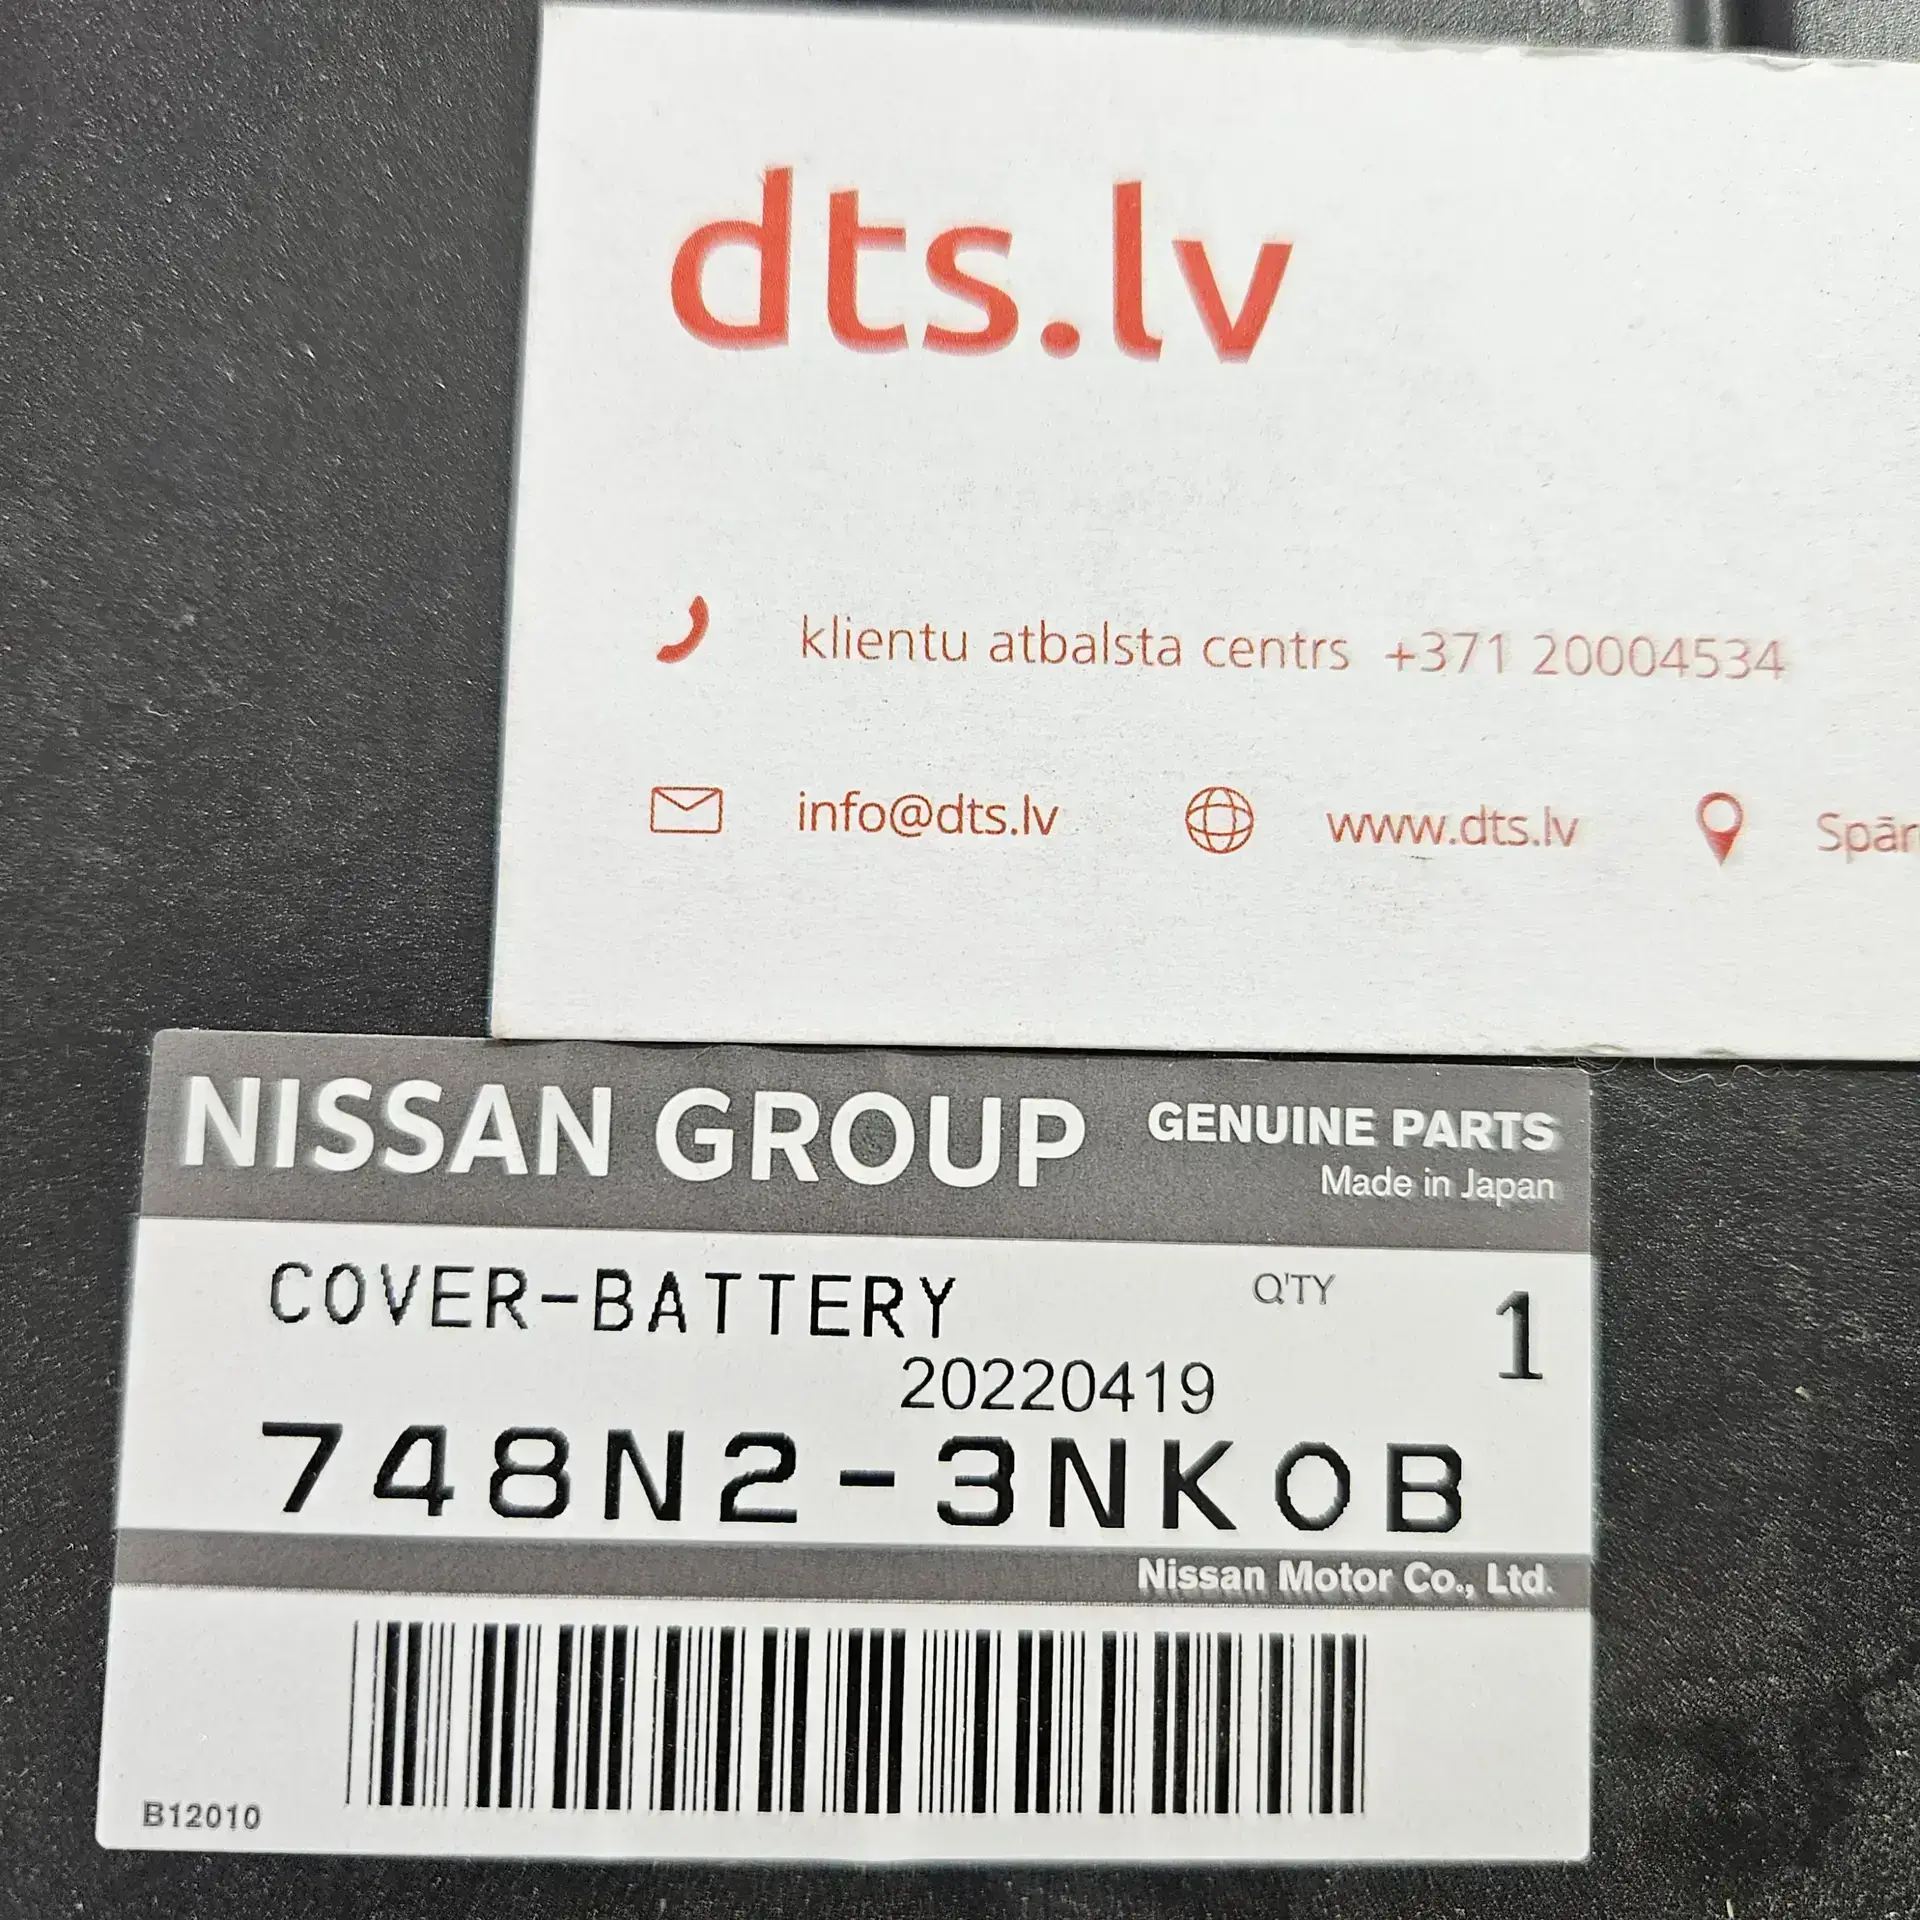 dts.lv
klientu atbalsta centrs +371 20004534
info@dts.lv www.dts.lv
NISSAN GROUP GENUINE PARTS
Made in Japan
COVER-BATTERY Q'TY 1
20220419
748N2-3NK0B
Nissan Motor Co., Ltd.
B12010